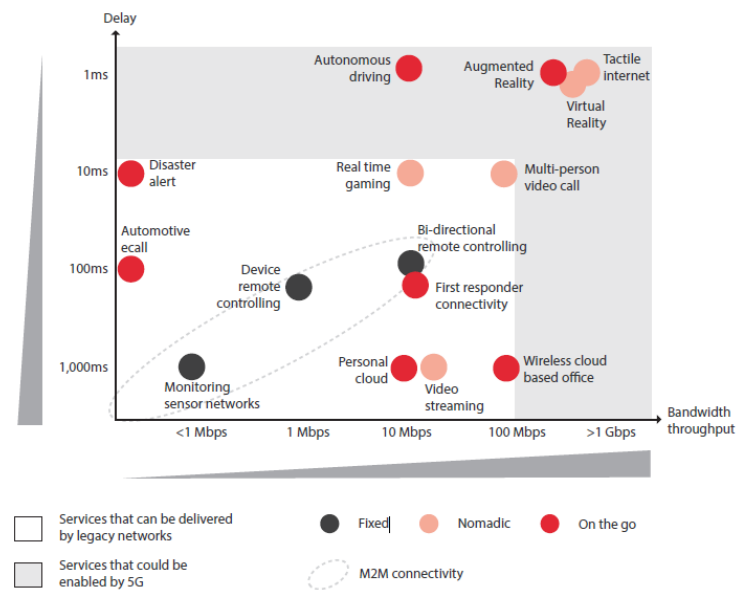 Delay
1ms
Autonomous
driving
Augmented
Reality
Tactile
internet
Virtual
Reality
10ms
Disaster
alert
Real time
gaming
Multi-person
video call
Automotive
ecall
100ms
Device
remote
controlling
Bi-directional
remote controlling
First responder
connectivity
1,000ms
Monitoring
sensor networks
Personal
cloud
Video
streaming
Wireless cloud
based office
<1 Mbps
1 Mbps
10 Mbps
100 Mbps
>1 Gbps
Bandwidth
throughput
Services that can be delivered
by legacy networks
Fixed
Nomadic
On the go
Services that could be
enabled by 5G
M2M connectivity